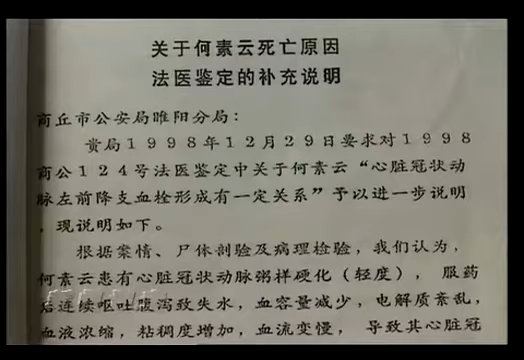 关于何素云死亡原因
法医鉴定的补充说明
商丘市公安局睢阳分局：
贵局1998年12月29日要求对1998
商公124号法医鉴定中关于何素云“心脏冠状动
脉左前降支血栓形成有一定关系”予以进一步说明
，现说明如下。
根据案情、尸体剖验及病理检验，我们认为，
何素云患有心脏冠状动脉粥样硬化（轻度），服药
后连续呕吐腹泻致失水，血容量减少，电解质紊乱，
血液浓缩，粘稠度增加，血流变慢，导致其心脏冠